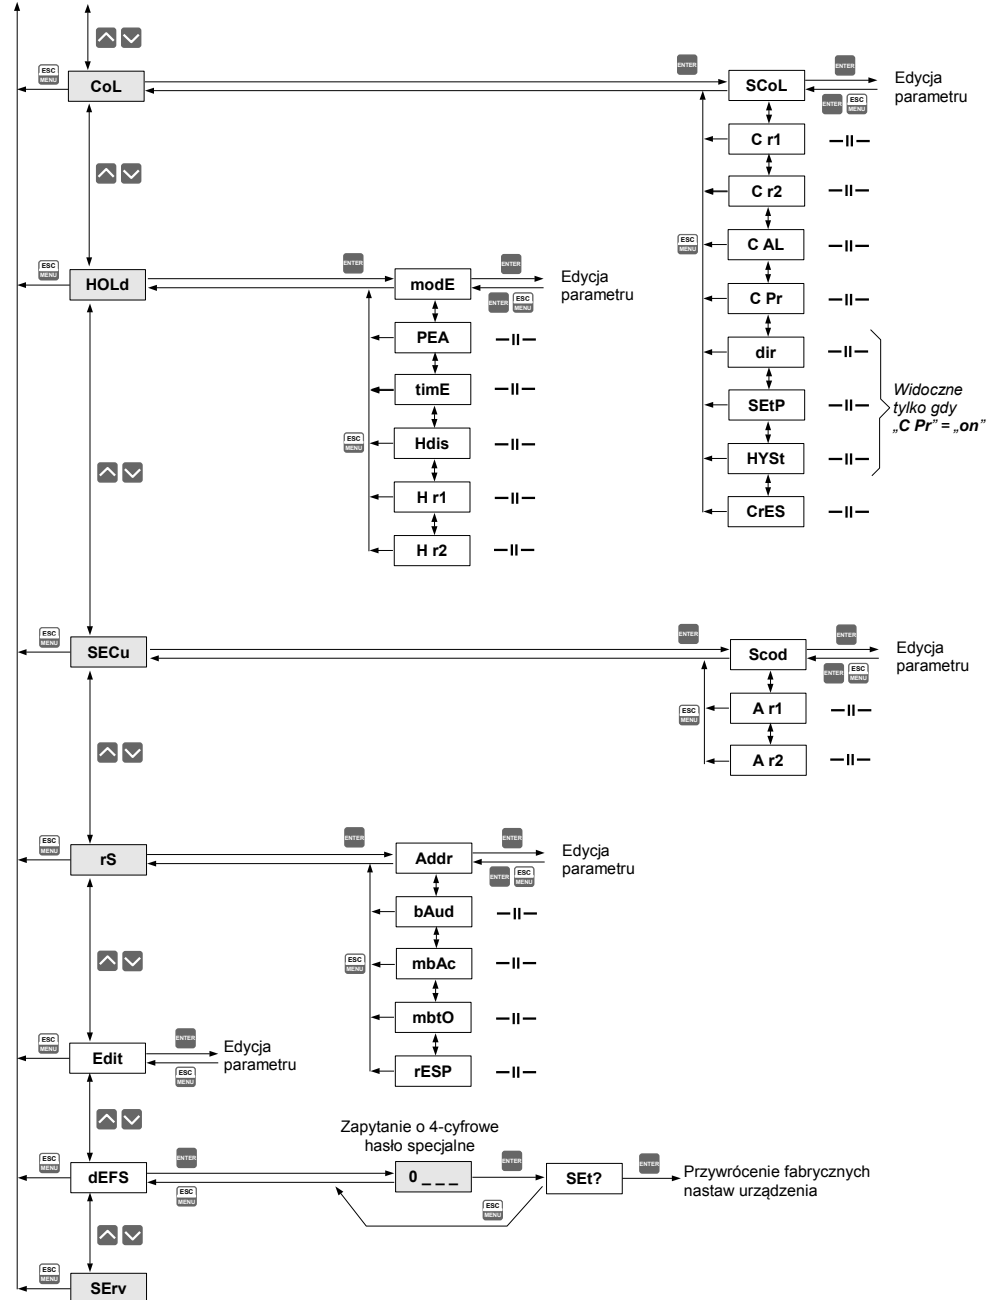 ESC
MENU
CoL
ENTER
SCoL
ENTER
ENTER
ESC
MENU
Edycja
parametru
C r1
—II—
C r2
—II—
ESC
MENU
C AL
—II—
C Pr
—II—
dir
—II—
SEtP
—II—
HYSt
—II—
Widoczne
tylko gdy
„C Pr” = „on”
CrES
—II—
ESC
MENU
HOLd
ENTER
modE
ENTER
ENTER
ESC
MENU
Edycja
parametru
PEA
—II—
timE
—II—
ESC
MENU
Hdis
—II—
H r1
—II—
H r2
—II—
ESC
MENU
SECu
ENTER
Scod
ENTER
ENTER
ESC
MENU
Edycja
parametru
ESC
MENU
A r1
—II—
A r2
—II—
ESC
MENU
rS
ENTER
Addr
ENTER
ENTER
ESC
MENU
Edycja
parametru
bAud
—II—
ESC
MENU
mbAc
—II—
mbtO
—II—
rESP
—II—
ESC
MENU
Edit
ENTER
ESC
MENU
Edycja
parametru
Zapytanie o 4-cyfrowe
hasło specjalne
ESC
MENU
dEFS
ENTER
ESC
MENU
0 _ _ _
ENTER
ESC
MENU
SEt?
ENTER
Przywrócenie fabrycznych
nastaw urządzenia
ESC
MENU
SErv